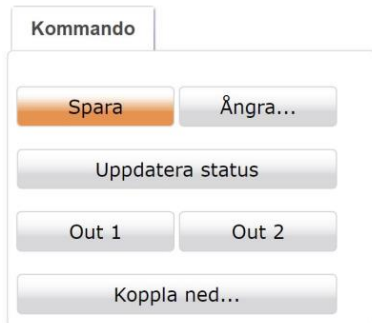 Kommando
Spara Ångra...
Uppdatera status
Out 1 Out 2
Koppla ned...